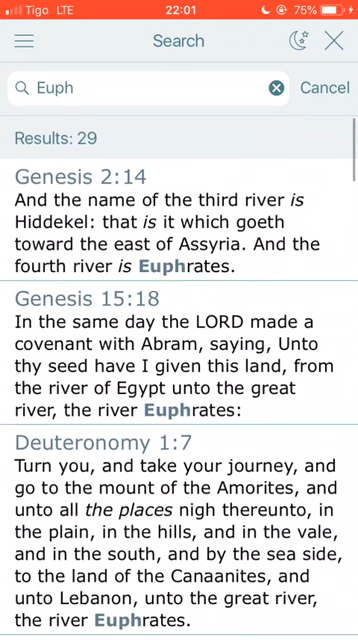 Tigo LTE 22:01 75%
Search
Euph Cancel
Results: 29
Genesis 2:14
And the name of the third river is
Hiddekel: that is it which goeth
toward the east of Assyria. And the
fourth river is Euphrates.
Genesis 15:18
In the same day the LORD made a
covenant with Abram, saying, Unto
thy seed have I given this land, from
the river of Egypt unto the great
river, the river Euphrates:
Deuteronomy 1:7
Turn you, and take your journey, and
go to the mount of the Amorites, and
unto all the places nigh thereunto, in
the plain, in the hills, and in the vale,
and in the south, and by the sea side,
to the land of the Canaanites, and
unto Lebanon, unto the great river,
the river Euphrates.